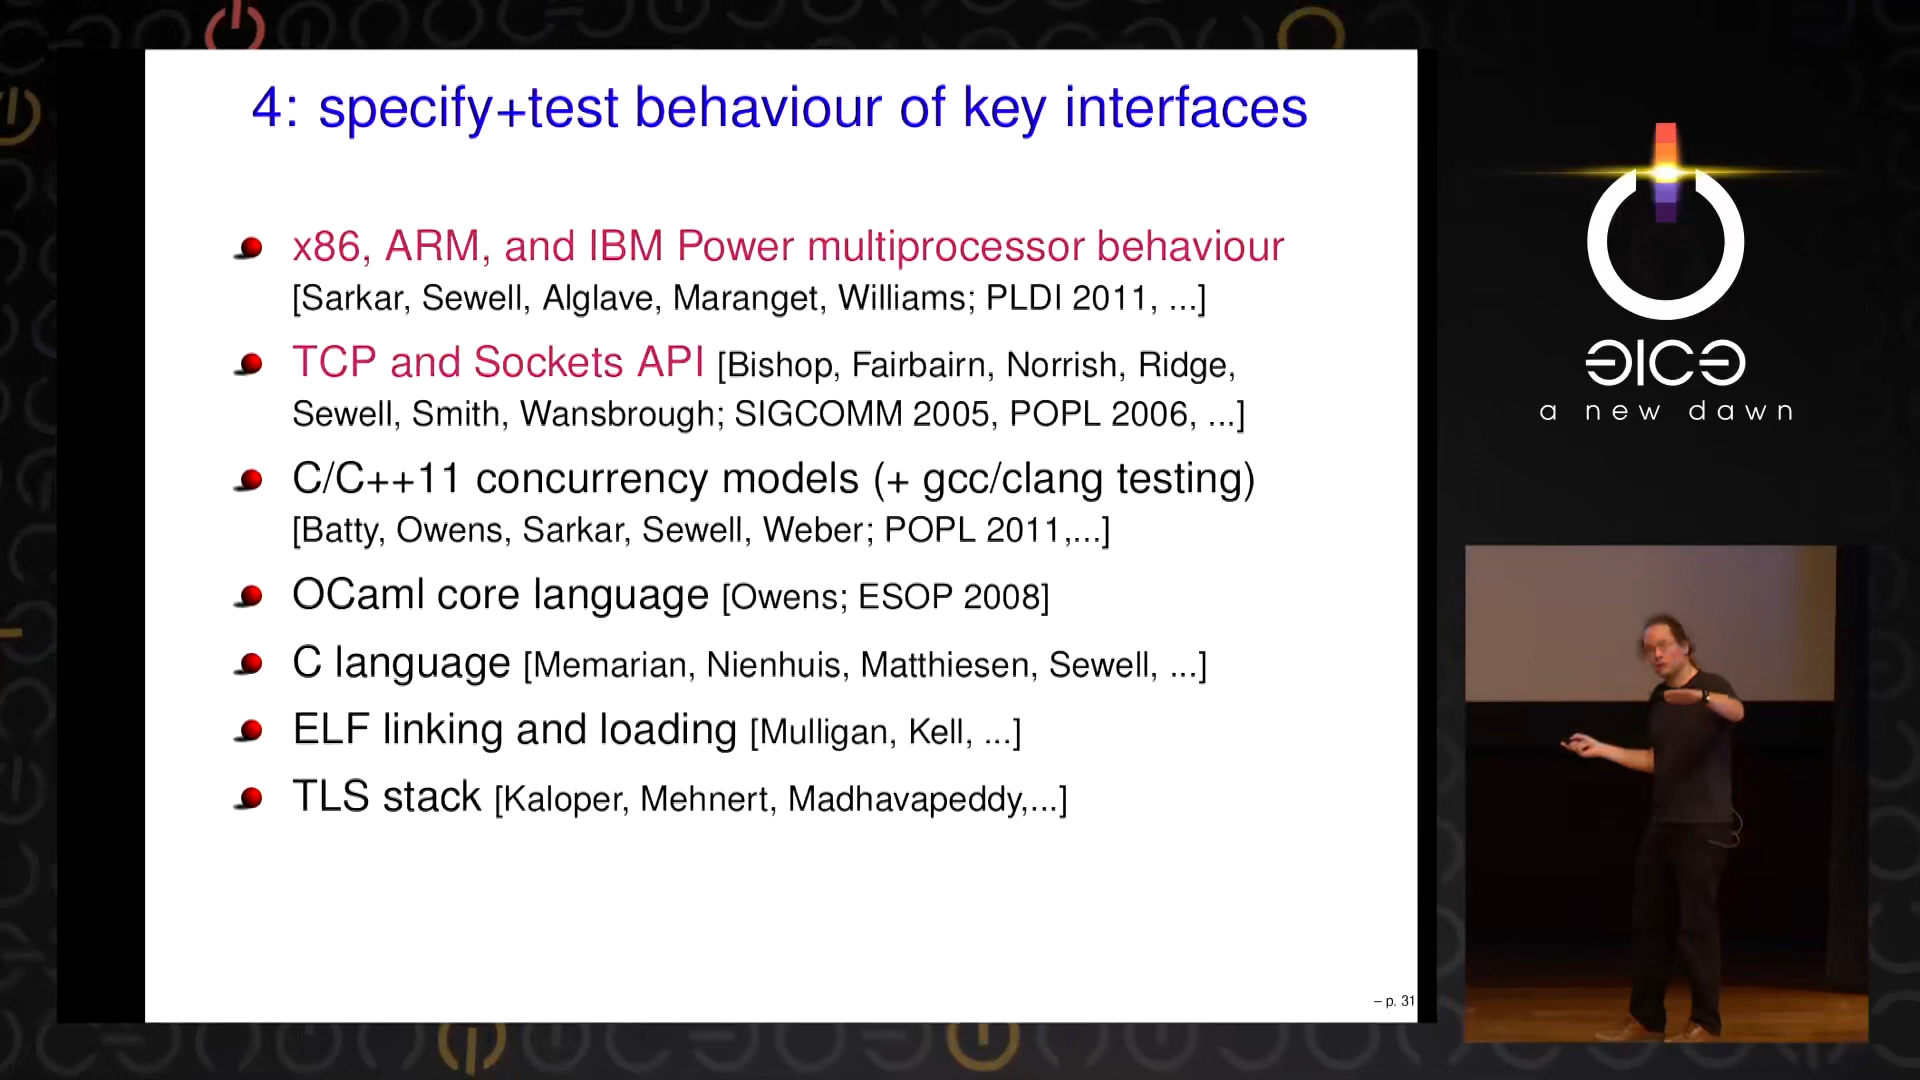 4: specify+test behaviour of key interfaces
x86, ARM, and IBM Power multiprocessor behaviour
[Sarkar, Sewell, Alglave, Maranget, Williams; PLDI 2011, ...]
TCP and Sockets API [Bishop, Fairbairn, Norrish, Ridge,
Sewell, Smith, Wansbrough; SIGCOMM 2005, POPL 2006, ...]
C/C++11 concurrency models (+ gcc/clang testing)
[Batty, Owens, Sarkar, Sewell, Weber; POPL 2011,...]
OCaml core language [Owens; ESOP 2008]
C language [Memarian, Nienhuis, Matthiesen, Sewell, ...]
ELF linking and loading [Mulligan, Kell, ...]
TLS stack [Kaloper, Mehnert, Madhavapeddy,...]
– p. 31
ƎICƏ
a new dawn